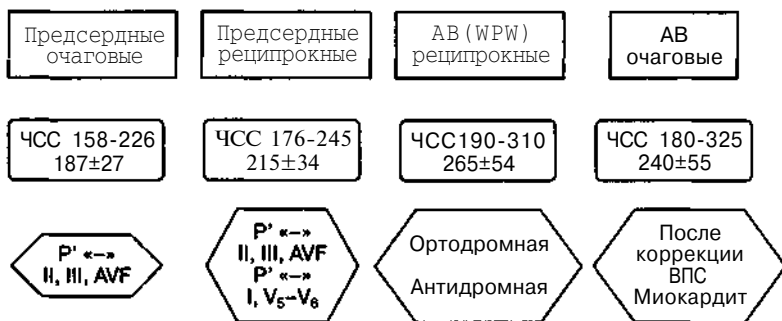 Предсердные
очаговые
Предсердные
реципрокные
АВ(WPW)
реципрокные
АВ
очаговые
ЧСС 158-226
187±27
ЧСС 176-245
215±34
ЧСС190-310
265±54
ЧСС 180-325
240±55
P' «–»
II, III, AVF
P' «–»
II, III, AVF
P' «–»
I, V₅–V₆
Ортодромная
Антидромная
После
коррекции
ВПС
Миокардит